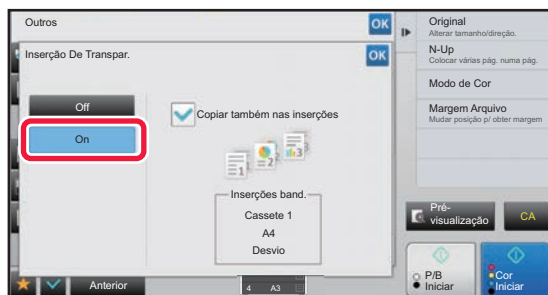 Outros
OK
Inserção De Transpar.
OK
Off
On
Copiar também nas inserções
1
2
3
Inserções band.
Cassete 1
A4
Desvio
Anterior
4 A3
Original
Alterar tamanho/direção.
N-Up
Colocar várias pág. numa pág.
Modo de Cor
Margem Arquivo
Mudar posição p/ obter margem
Pré-
visualização
CA
P/B
Iniciar
Cor
Iniciar